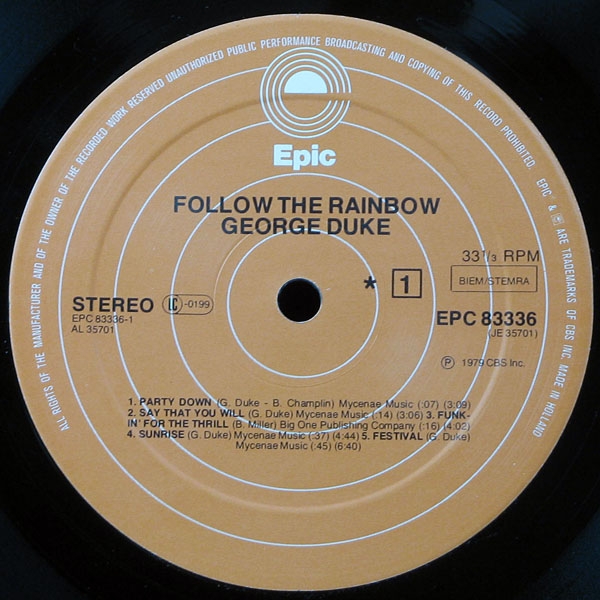 ALL RIGHTS OF THE MANUFACTURER AND OF THE OWNER OF THE RECORDED WORK RESERVED UNAUTHORIZED PUBLIC PERFORMANCE BROADCASTING AND COPYING OF THIS RECORD PROHIBITED. EPIC & ARE TRADEMARKS OF CBS INC. MADE IN HOLLAND
Epic
FOLLOW THE RAINBOW
GEORGE DUKE
33 1/3 RPM
* 1
BIEM/STEMRA
STEREO LC-0199
EPC 83336-1
AL 35701
EPC 83336
(JE 35701)
Ⓟ 1979 CBS Inc.
1. PARTY DOWN (G. Duke - B. Champlin) Mycenae Music (:07) (3:09)
2. SAY THAT YOU WILL (G. Duke) Mycenae Music (:14) (3:06) 3. FUNK-
IN' FOR THE THRILL (B. Miller) Big One Publishing Company (:16) (4:02)
4. SUNRISE (G. Duke) Mycenae Music (:37) (4:44) 5. FESTIVAL (G. Duke)
Mycenae Music (:45) (6:40)